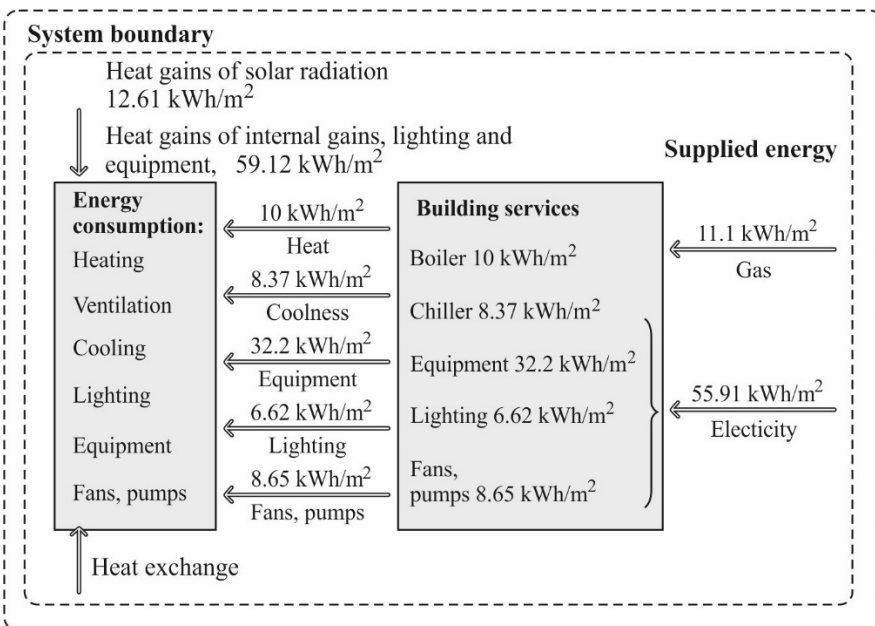 System boundary
Heat gains of solar radiation
12.61 kWh/m²
Heat gains of internal gains, lighting and
equipment, 59.12 kWh/m²
Supplied energy
Energy
consumption:
Heating
Ventilation
Cooling
Lighting
Equipment
Fans, pumps
10 kWh/m²
Heat
8.37 kWh/m²
Coolness
32.2 kWh/m²
Equipment
6.62 kWh/m²
Lighting
8.65 kWh/m²
Fans, pumps
Building services
Boiler 10 kWh/m²
Chiller 8.37 kWh/m²
Equipment 32.2 kWh/m²
Lighting 6.62 kWh/m²
Fans,
pumps 8.65 kWh/m²
11.1 kWh/m²
Gas
55.91 kWh/m²
Electicity
Heat exchange